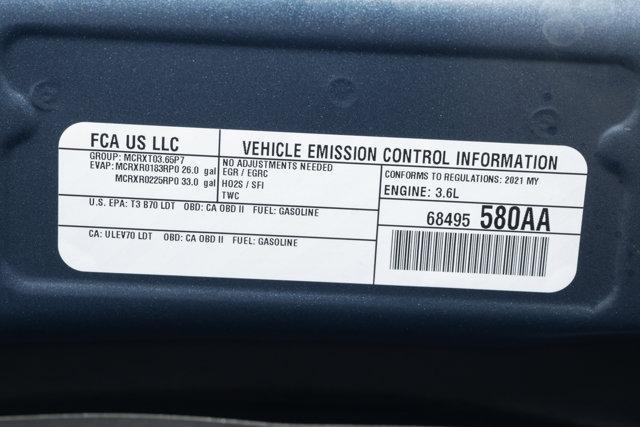 FCA US LLC
GROUP: MCRXT03.65P7
EVAP: MCRXR0183RP0 26.0 gal
MCRXR0225RP0 33.0 gal
VEHICLE EMISSION CONTROL INFORMATION
NO ADJUSTMENTS NEEDED
EGR / EGRC
HO2S / SFI
TWC
CONFORMS TO REGULATIONS: 2021 MY
ENGINE: 3.6L
U.S. EPA: T3 B70 LDT OBD: CA OBD II FUEL: GASOLINE
CA: ULEV70 LDT OBD: CA OBD II FUEL: GASOLINE
68495 580AA